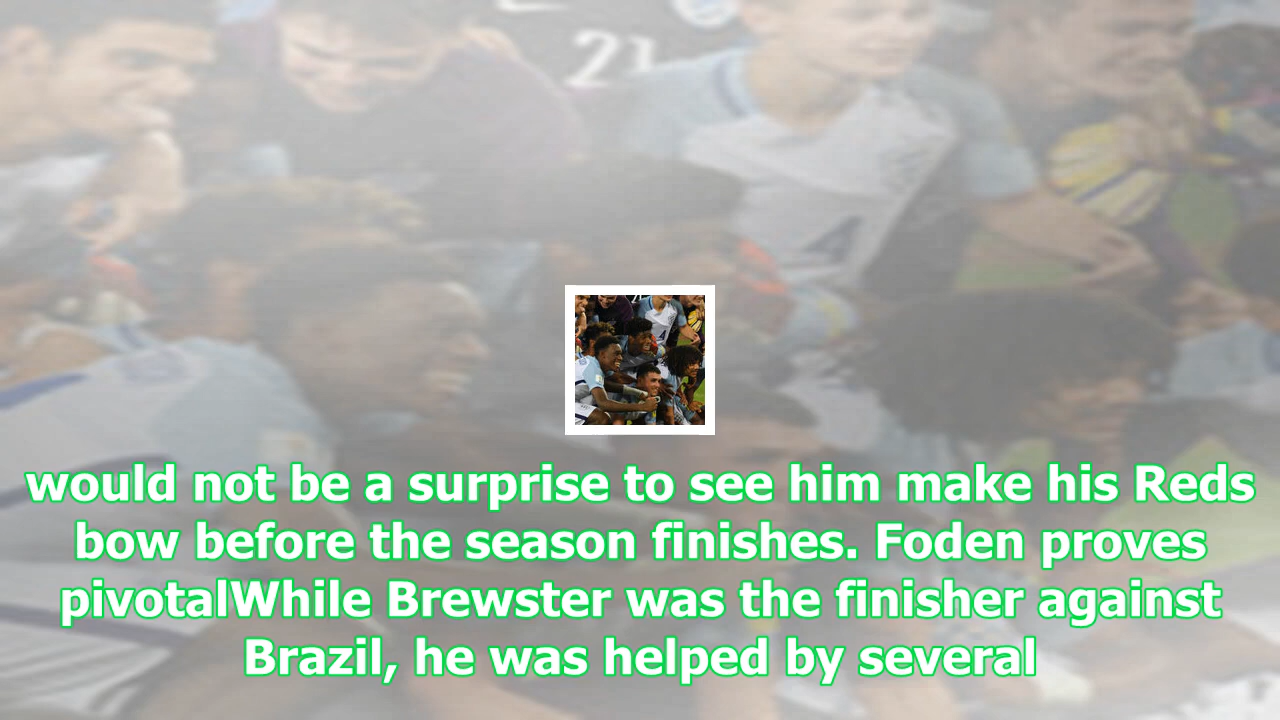 21
would not be a surprise to see him make his Reds
bow before the season finishes. Foden proves
pivotalWhile Brewster was the finisher against
Brazil, he was helped by several